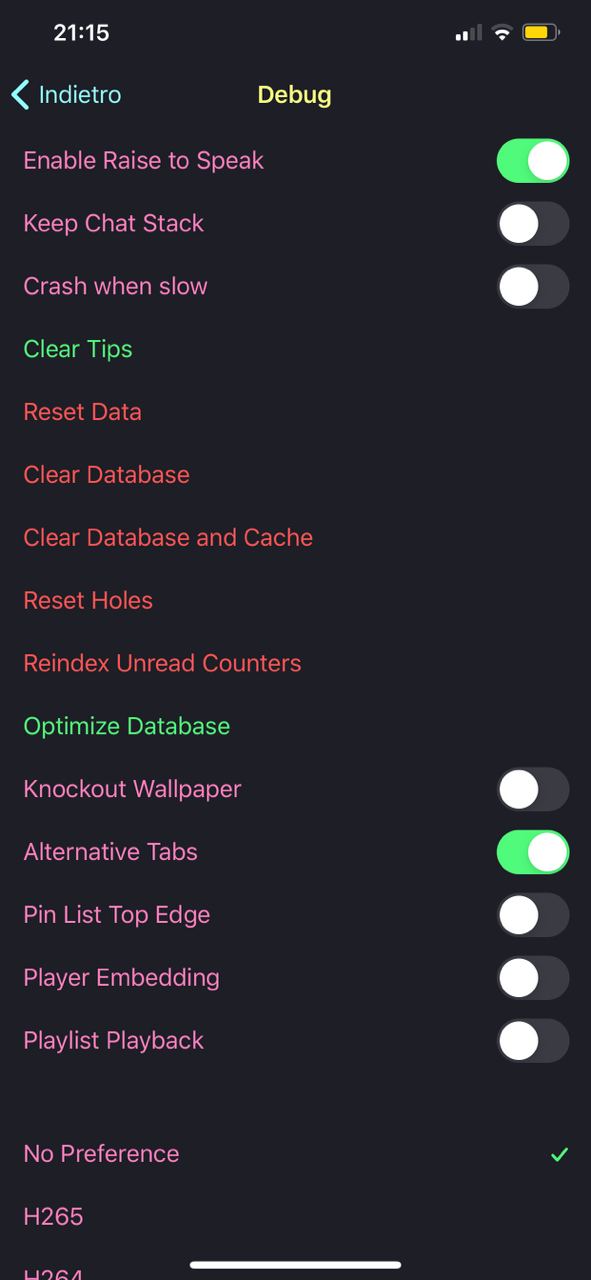 21:15
Indietro
Debug
Enable Raise to Speak
Keep Chat Stack
Crash when slow
Clear Tips
Reset Data
Clear Database
Clear Database and Cache
Reset Holes
Reindex Unread Counters
Optimize Database
Knockout Wallpaper
Alternative Tabs
Pin List Top Edge
Player Embedding
Playlist Playback
No Preference
H265
H264